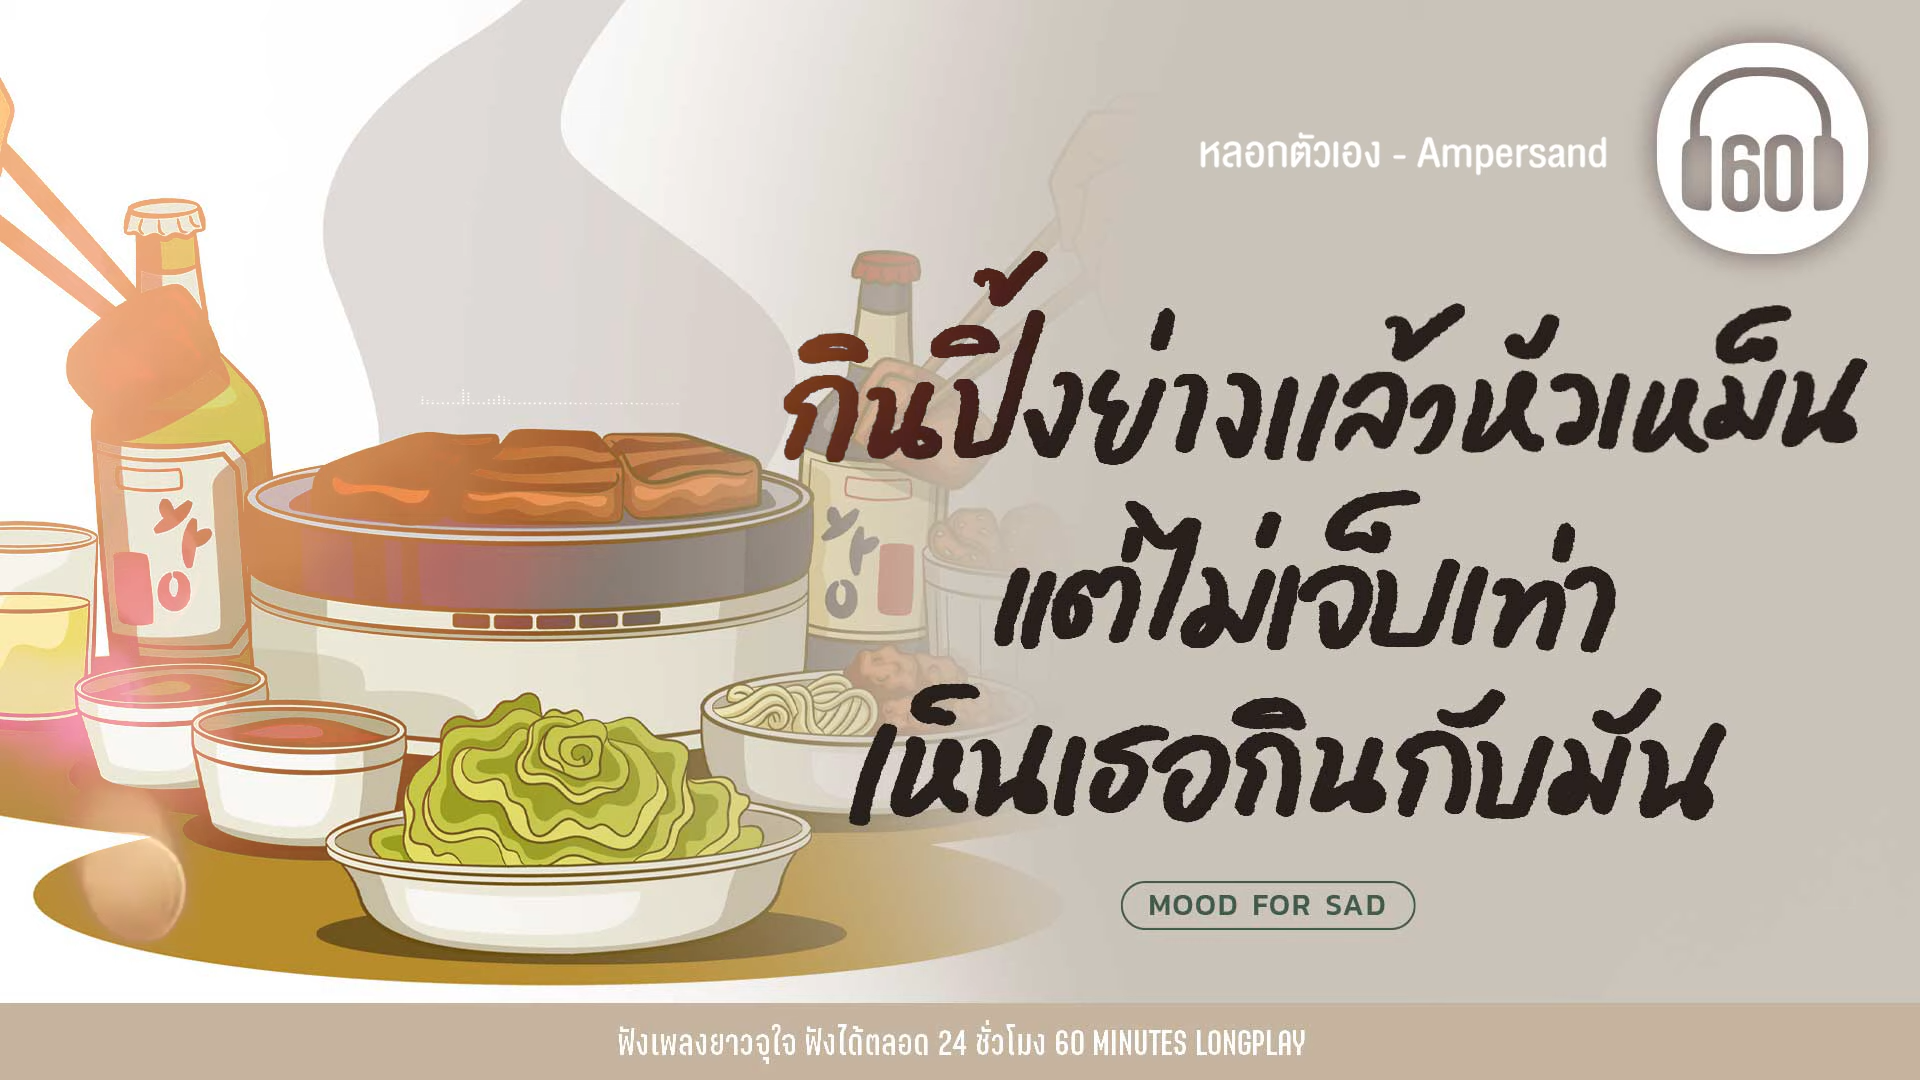 หลอกตัวเอง - Ampersand
60
กินปิ้งย่างแล้วหัวเหม็น
แต่ไม่เจ็บเท่า
เห็นเธอกินกับมัน
MOOD FOR SAD
ฟังเพลงยาวจุใจ ฟังได้ตลอด 24 ชั่วโมง 60 MINUTES LONGPLAY